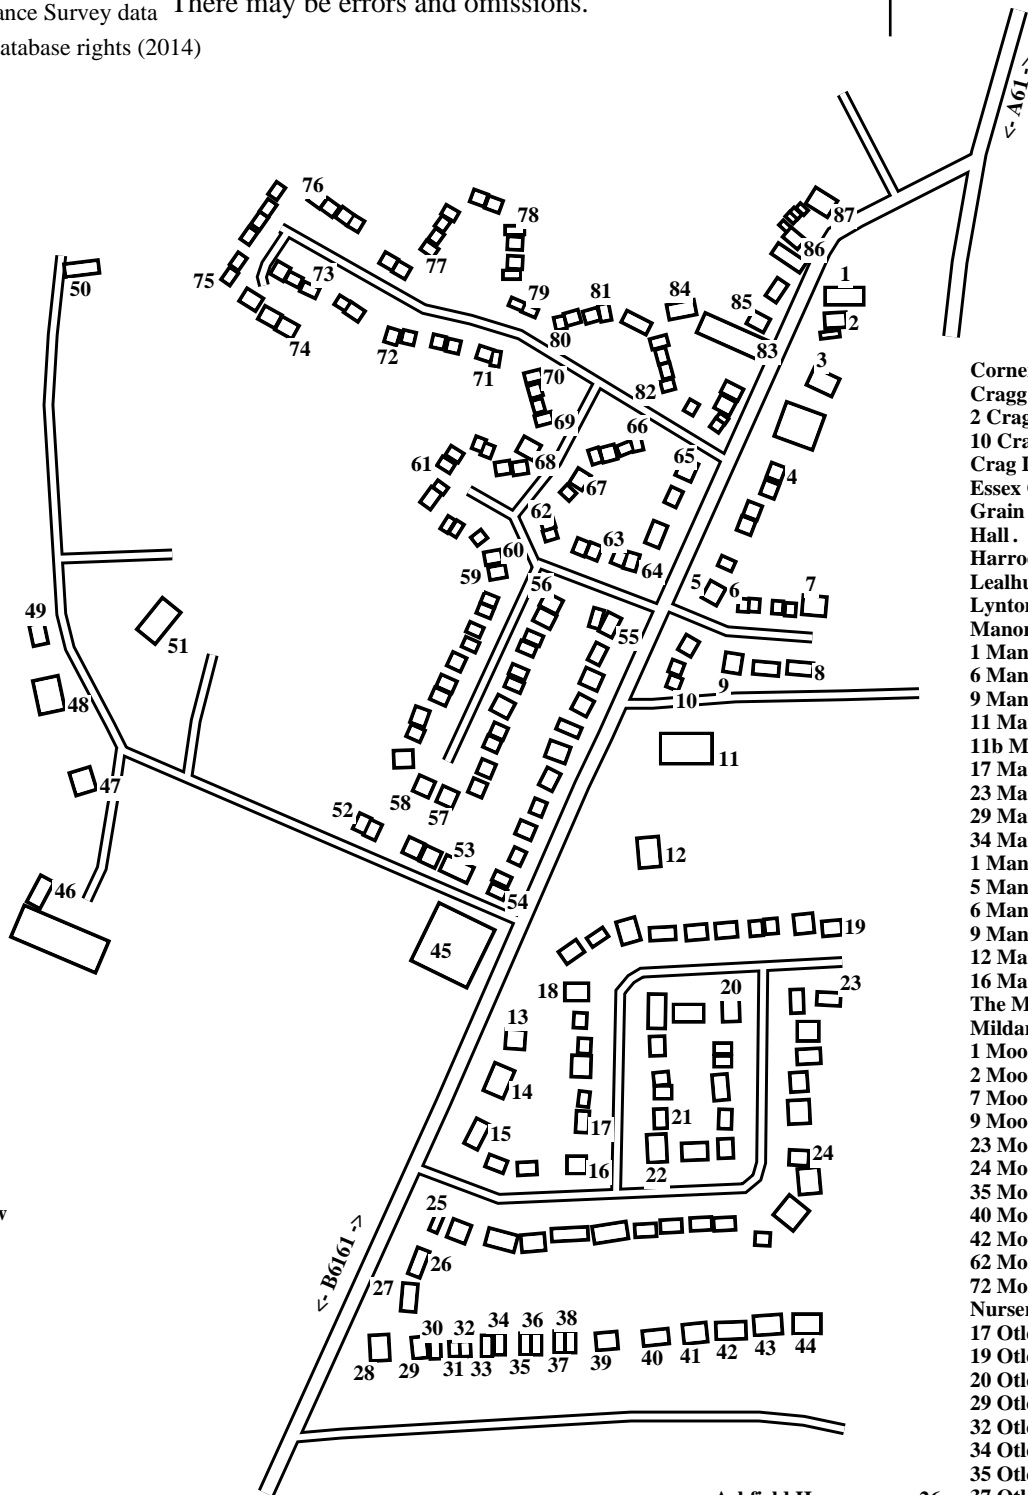 ance Survey data There may be errors and omissions.
atabase rights (2014)
<- A61 ->
76
87
78
86
77
1
75
73
79
81
84
50
85
2
80
74
83
72
3
71
70
82
69
66
61
68
65
4
67
62
63
60
59
64
5
6
7
56
49
55
51
8
9
48
10
11
47
58
52
57
12
53
46
54
45
19
18
20
23
13
14
21
15
17
24
16
22
25
26
<- B6161 ->
27
34 36 38
30 32
28 29 31 33 35 37 39 40 41 42 43 44
Corne
Cragg
2 Crag
10 Cra
Crag
Essex
Grain
Hall .
Harro
Lealhu
Lynton
Manor
1 Man
6 Man
9 Man
11 Ma
11b M
17 Ma
23 Ma
29 Ma
34 Ma
1 Man
5 Man
6 Man
9 Man
12 Ma
16 Ma
The M
Mildar
1 Moo
2 Moo
7 Moo
9 Moo
23 Mo
24 Mo
35 Mo
40 Mo
42 Mo
62 Mo
72 Mo
Nurser
17 Otl
19 Otl
20 Otl
29 Otl
32 Otl
34 Otl
35 Otl
w